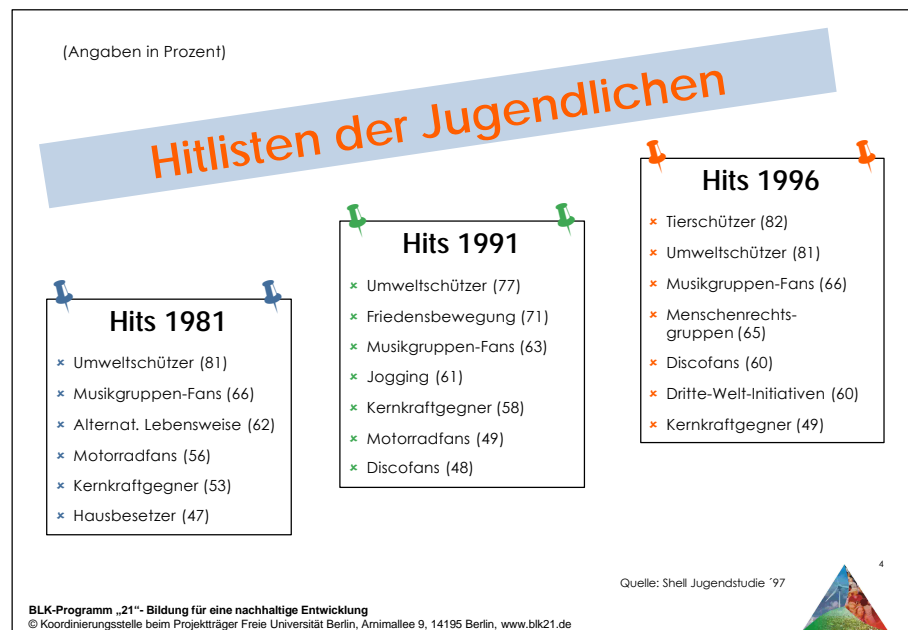 (Angaben in Prozent)
Hitlisten der Jugendlichen
Hits 1981
Umweltschützer (81)
Musikgruppen-Fans (66)
Alternat. Lebensweise (62)
Motorradfans (56)
Kernkraftgegner (53)
Hausbesetzer (47)
Hits 1991
Umweltschützer (77)
Friedensbewegung (71)
Musikgruppen-Fans (63)
Jogging (61)
Kernkraftgegner (58)
Motorradfans (49)
Discofans (48)
Hits 1996
Tierschützer (82)
Umweltschützer (81)
Musikgruppen-Fans (66)
Menschenrechts-
gruppen (65)
Discofans (60)
Dritte-Welt-Initiativen (60)
Kernkraftgegner (49)
4
Quelle: Shell Jugendstudie ´97
BLK-Programm „21“- Bildung für eine nachhaltige Entwicklung
© Koordinierungsstelle beim Projektträger Freie Universität Berlin, Arnimallee 9, 14195 Berlin, www.blk21.de